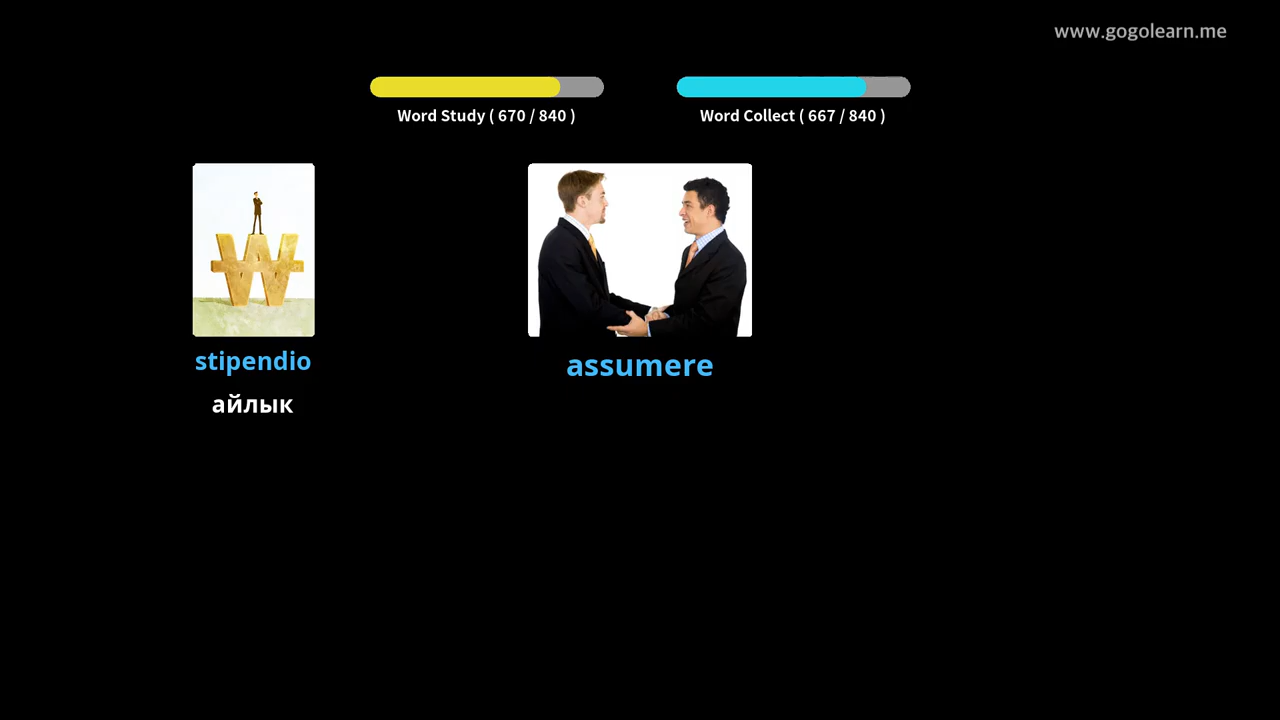 www.gogolearn.me
Word Study ( 670 / 840 )
Word Collect ( 667 / 840 )
stipendio
айлык
assumere